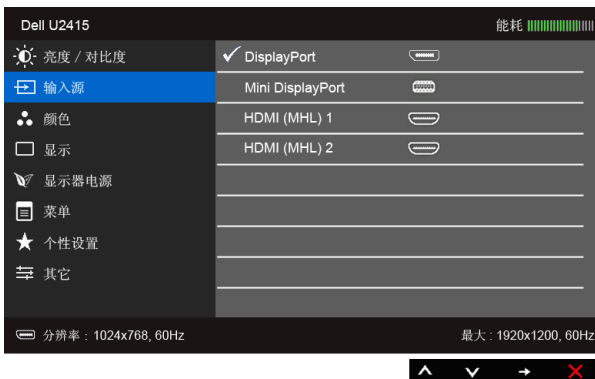 Dell U2415
能耗
亮度 / 对比度
DisplayPort
输入源
Mini DisplayPort
颜色
HDMI (MHL) 1
显示
HDMI (MHL) 2
显示器电源
菜单
个性设置
其它
分辨率 : 1024x768, 60Hz
最大 : 1920x1200, 60Hz